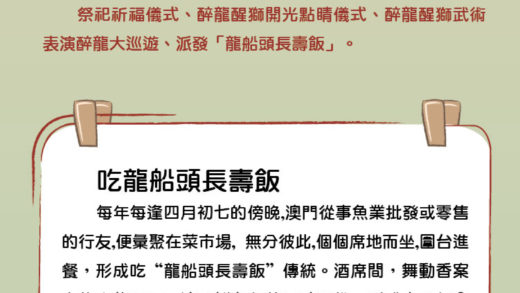 祭祀祈福儀式、醉龍醒獅開光點睛儀式、醉龍醒獅武術
表演醉龍大巡遊、派發「龍船頭長壽飯」。
吃龍船頭長壽飯
每年每逢四月初七的傍晚,澳門從事魚業批發或零售
的行友,便彙聚在菜市場, 無分彼此,個個席地而坐,圍台進
餐，形成吃“龍船頭長壽飯”傳統。酒席間，舞動香案